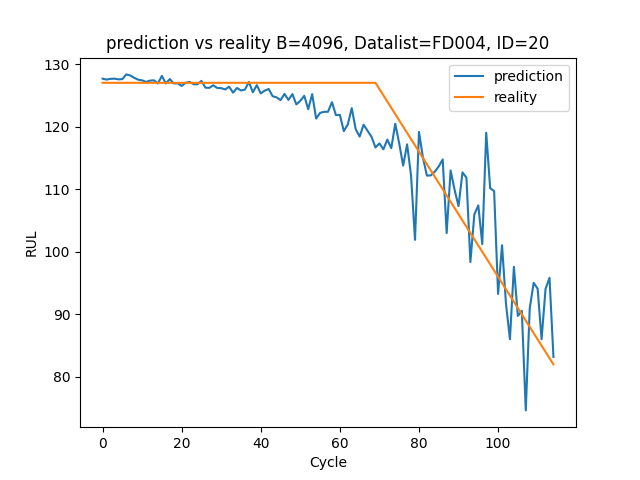 prediction vs reality B=4096, Datalist=FD004, ID=20
prediction
reality
130
120
110
100
90
80
RUL
0 20 40 60 80 100
Cycle